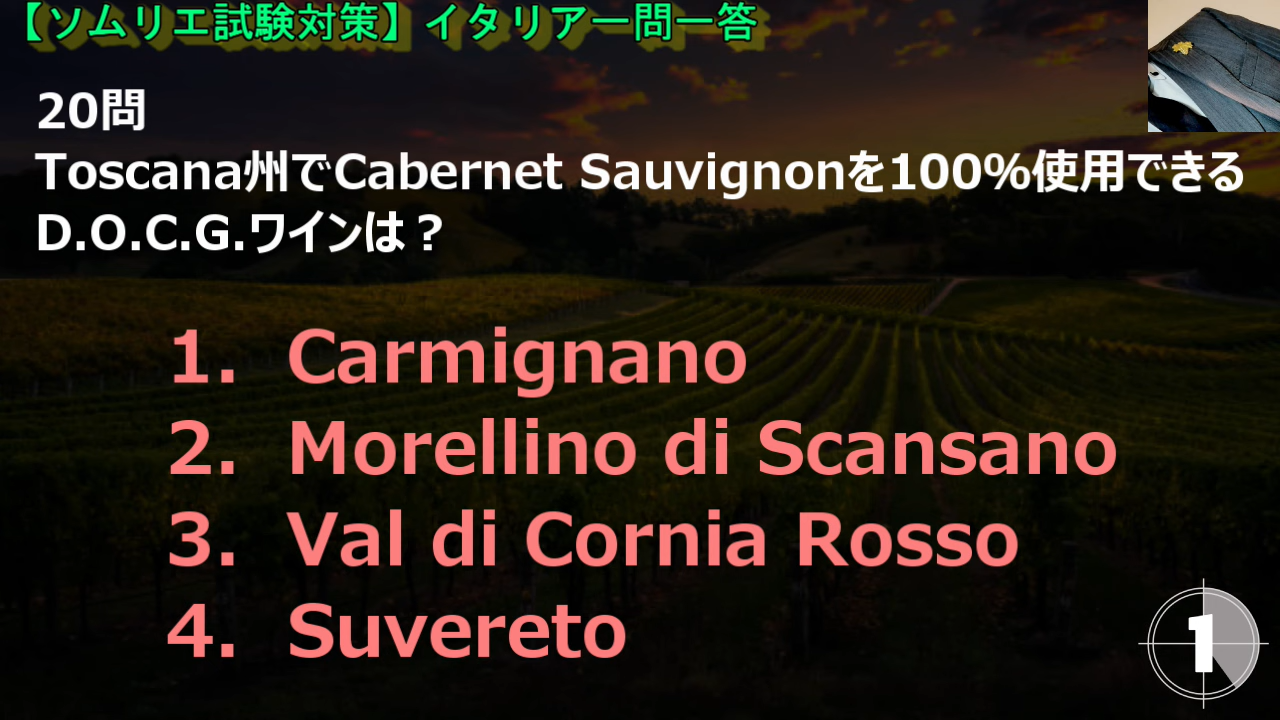 【ソムリエ試験対策】イタリア一問一答
20問
Toscana州でCabernet Sauvignonを100%使用できる
D.O.C.G.ワインは？
1. Carmignano
2. Morellino di Scansano
3. Val di Cornia Rosso
4. Suvereto
1